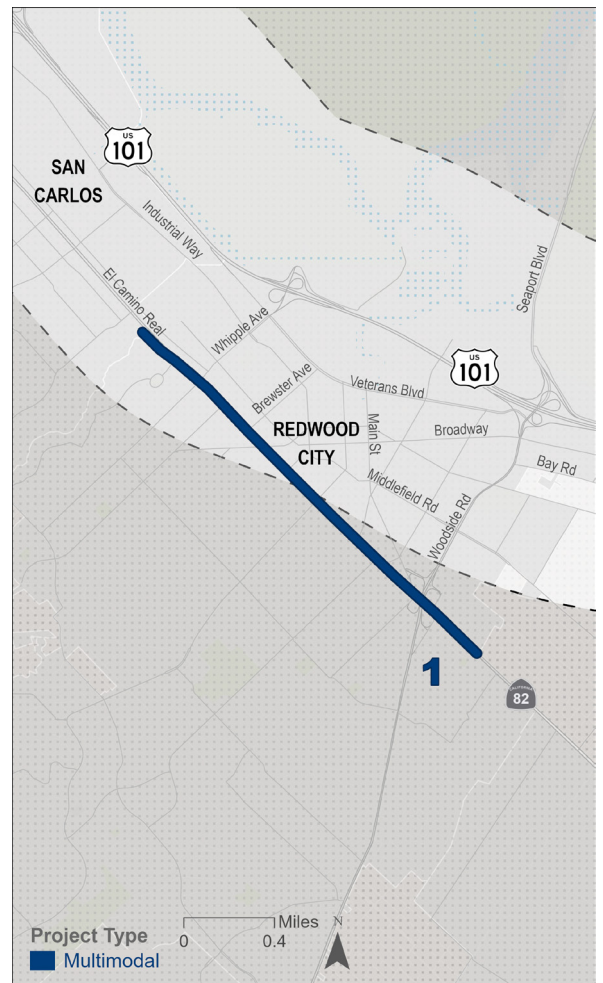 US
101
SAN
CARLOS
Industrial Way
Seaport Blvd
El Camino Real
Whipple Ave
US
101
Brewster Ave
Veterans Blvd
REDWOOD
CITY
Main St
Broadway
Bay Rd
Middlefield Rd
Woodside Rd
1
CALIFORNIA
82
Miles
N
0
0.4
Project Type
Multimodal